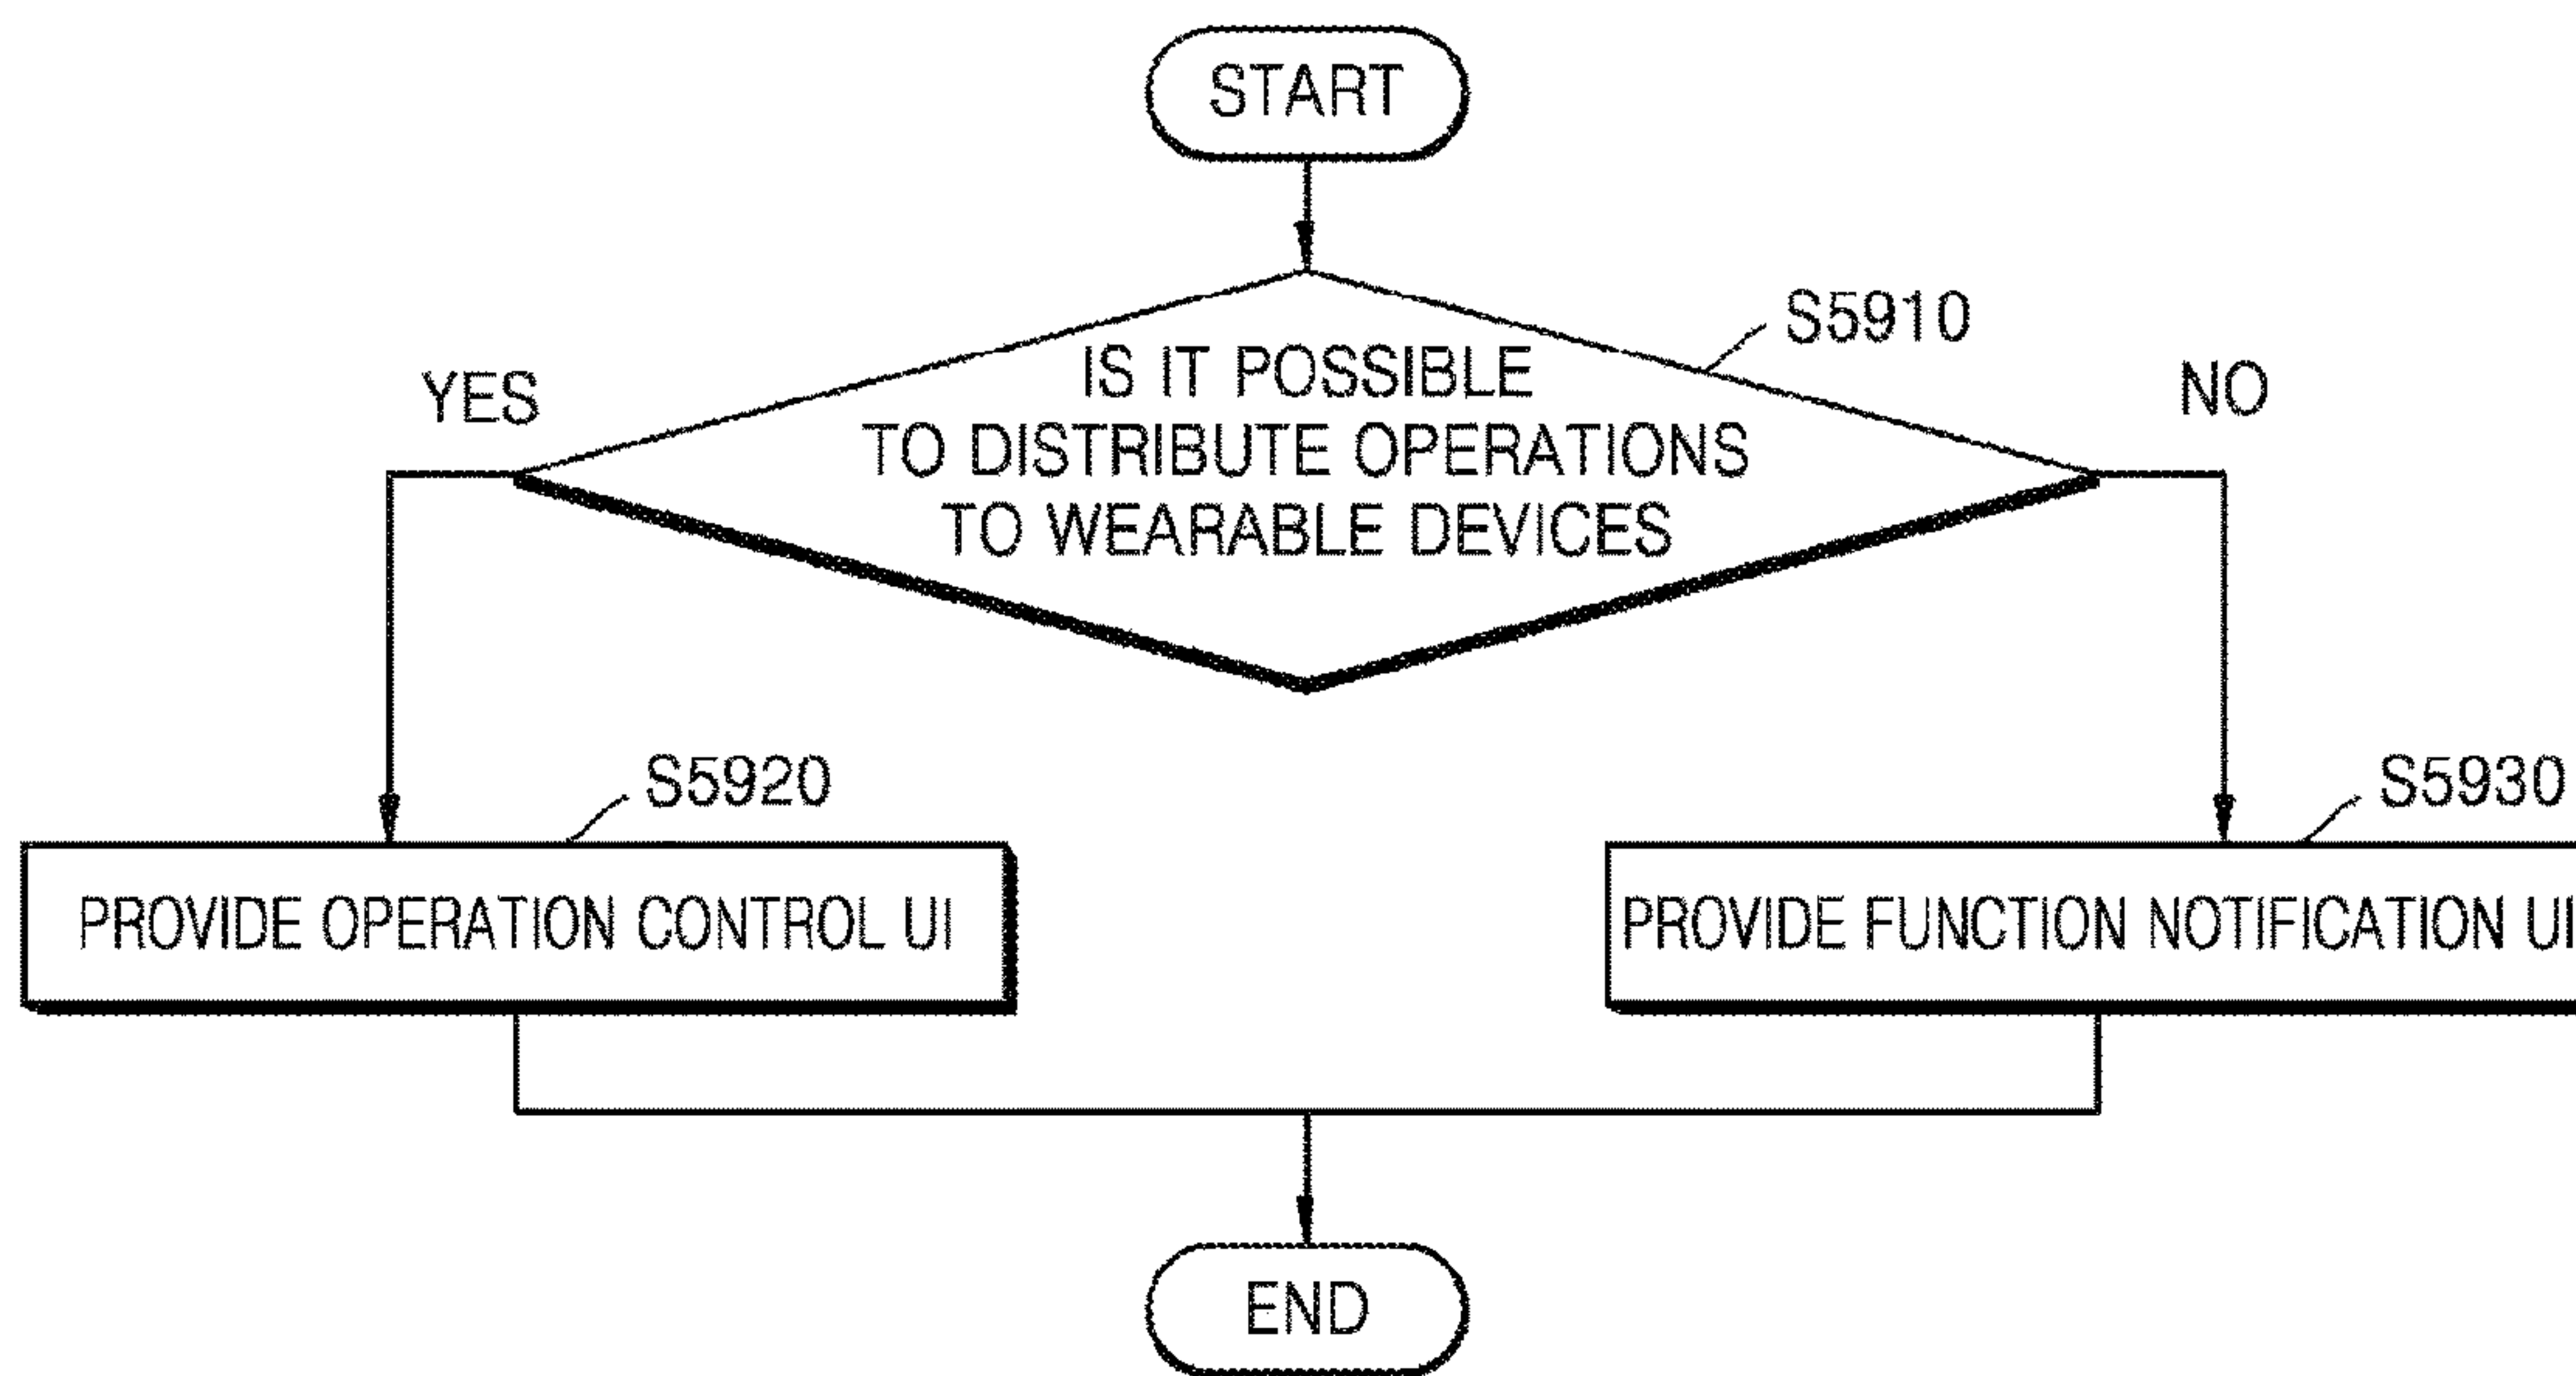 START
S5910
IS IT POSSIBLE
YES
NO
TO DISTRIBUTE OPERATIONS
TO WEARABLE DEVICES
S5920
S5930
PROVIDE OPERATION CONTROL UI
PROVIDE FUNCTION NOTIFICATION UI
END